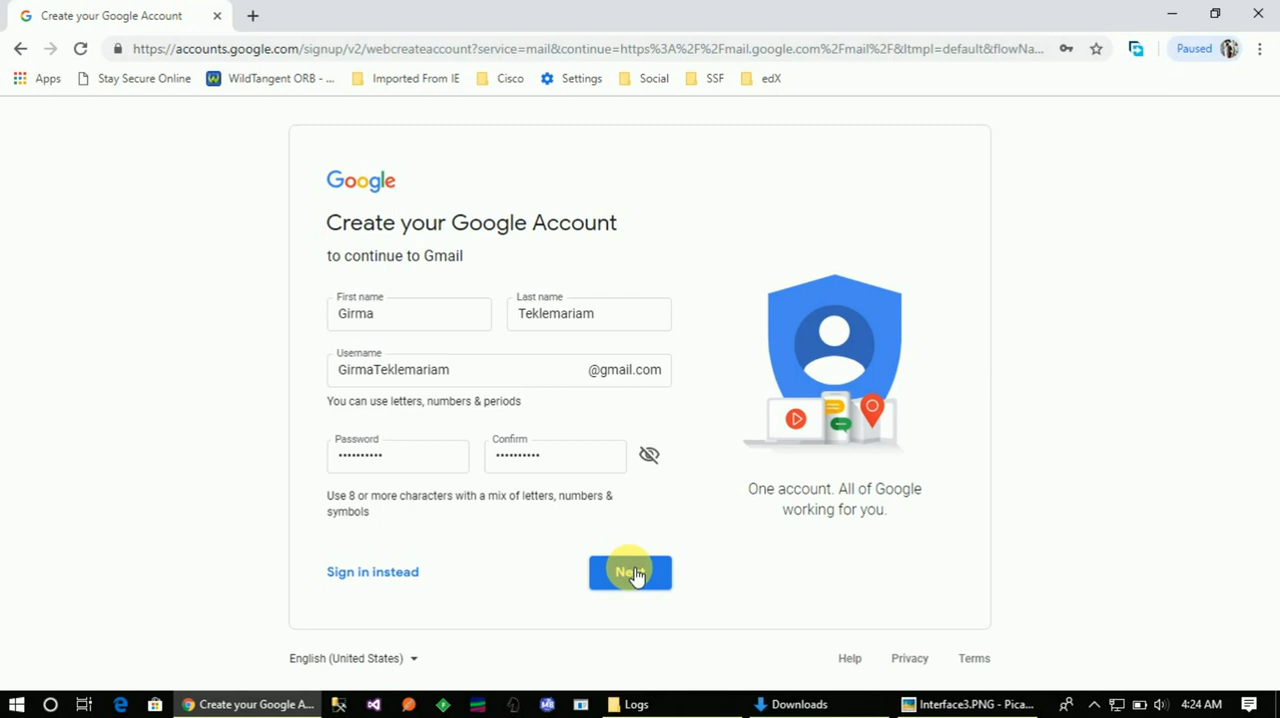 Create your Google Account
https://accounts.google.com/signup/v2/webcreateaccount?service=mail&continue=https%3A%2F%2Fmail.google.com%2Fmail%2F&ltmpl=default&flowNa...
Paused
Apps
Stay Secure Online
WildTangent ORB - ...
Imported From IE
Cisco
Settings
Social
SSF
edX
Google
Create your Google Account
to continue to Gmail
First name
Last name
Girma
Teklemariam
Username
GirmaTeklemariam
@gmail.com
You can use letters, numbers & periods
Password
Confirm
••••••••••
••••••••••
Use 8 or more characters with a mix of letters, numbers &
symbols
One account. All of Google
working for you.
Sign in instead
Next
English (United States)
Help
Privacy
Terms
Create your Google A...
Logs
Downloads
Interface3.PNG - Pica...
4:24 AM